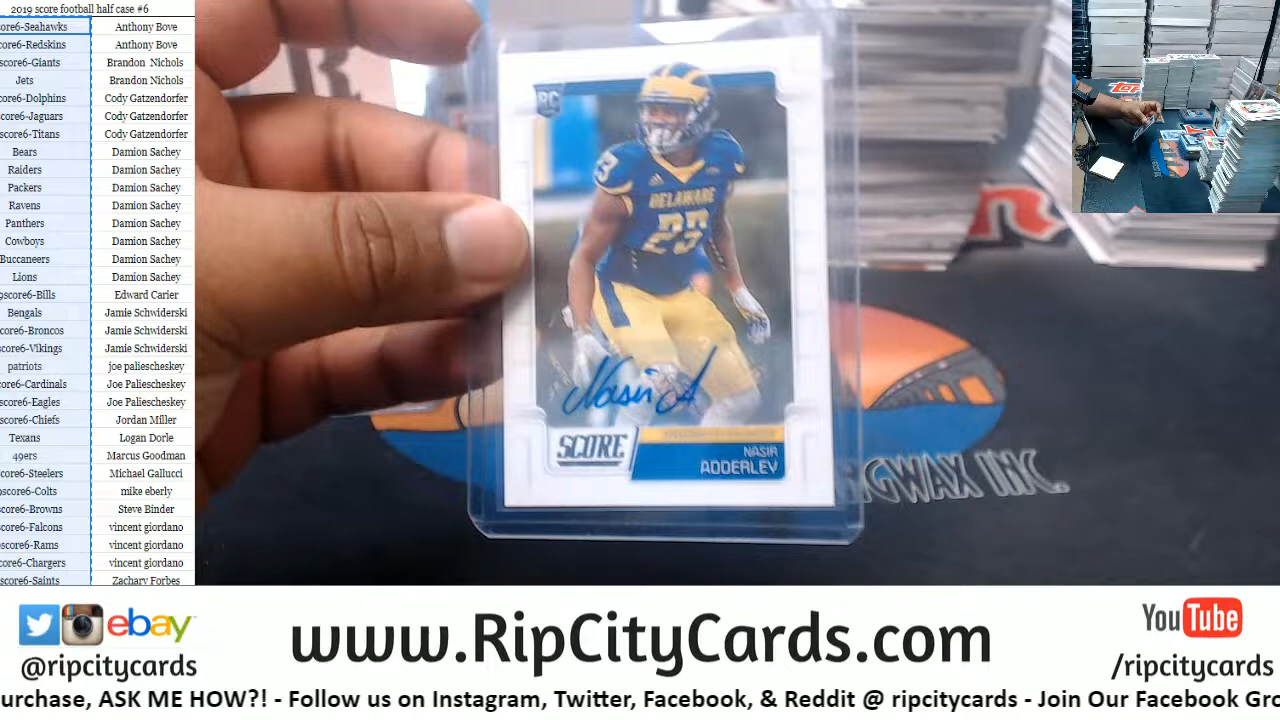 2019 score football half case #6
core6-Seahawks Anthony Bove
core6-Redskins Anthony Bove
score6-Giants Brandon Nichols
Jets Brandon Nichols
core6-Dolphins Cody Gatzendorfer
core6-Jaguars Cody Gatzendorfer
score6-Titans Cody Gatzendorfer
Bears Damion Sachey
Raiders Damion Sachey
Packers Damion Sachey
Ravens Damion Sachey
Panthers Damion Sachey
Cowboys Damion Sachey
Buccaneers Damion Sachey
Lions Damion Sachey
9score6-Bills Edward Carier
Bengals Jamie Schwiderski
core6-Broncos Jamie Schwiderski
core6-Vikings Jamie Schwiderski
patriots joe paliescheskey
core6-Cardinals Joe Paliescheskey
score6-Eagles Joe Paliescheskey
score6-Chiefs Jordan Miller
Texans Logan Dorle
49ers Marcus Goodman
core6-Steelers Michael Gallucci
9score6-Colts mike eberly
core6-Browns Steve Binder
core6-Falcons vincent giordano
score6-Rams vincent giordano
core6-Chargers vincent giordano
score6-Saints Zachary Forbes
RC
DELAWARE
23
Nasir A
SCORE
NASIR
ADDERLEY
GWAX INC.
ebay
@ripcitycards
www.RipCityCards.com
YouTube
/ripcitycards
urchase, ASK ME HOW?! - Follow us on Instagram, Twitter, Facebook, & Reddit @ ripcitycards - Join Our Facebook Gro